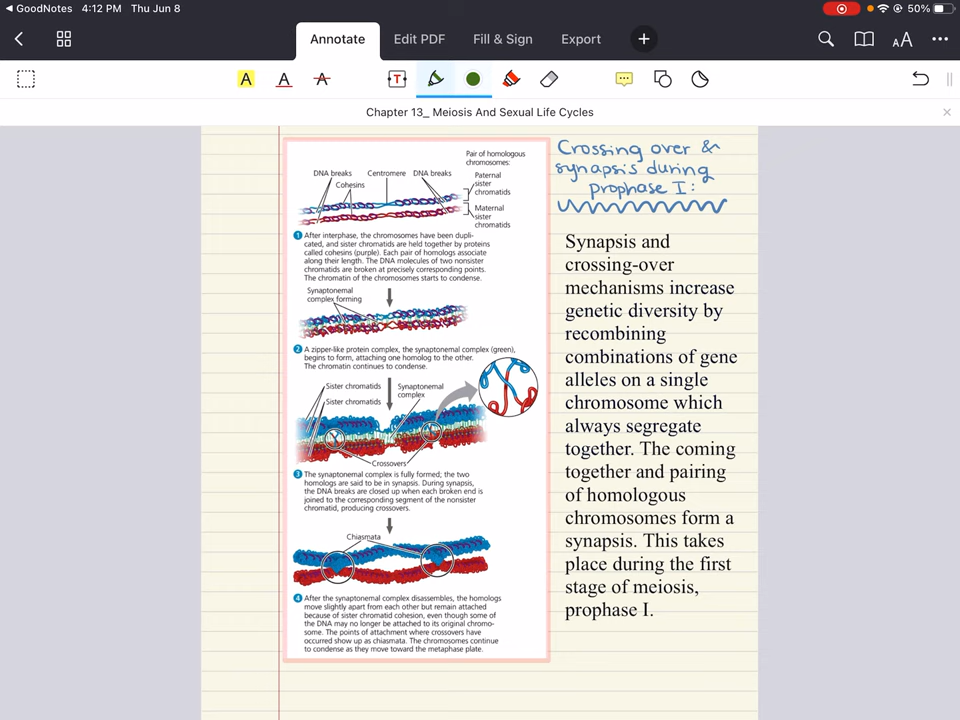 GoodNotes 4:12 PM Thu Jun 8 50%
Annotate Edit PDF Fill & Sign Export
A A A T AA
Chapter 13_ Meiosis And Sexual Life Cycles
Pair of homologous
chromosomes:
DNA breaks Centromere DNA breaks
Cohesins
Paternal
sister
chromatids
Maternal
sister
chromatids
1 After interphase, the chromosomes have been dupli-
cated, and sister chromatids are held together by proteins
called cohesins (purple). Each pair of homologs associate
along their length. The DNA molecules of two nonsister
chromatids are broken at precisely corresponding points.
The chromatin of the chromosomes starts to condense.
Synaptonemal
complex forming
2 A zipper-like protein complex, the synaptonemal complex (green),
begins to form, attaching one homolog to the other.
The chromatin continues to condense.
Sister chromatids
Sister chromatids
Synaptonemal
complex
Crossovers
3 The synaptonemal complex is fully formed; the two
homologs are said to be in synapsis. During synapsis,
the DNA breaks are closed up when each broken end is
joined to the corresponding segment of the nonsister
chromatid, producing crossovers.
Chiasmata
4 After the synaptonemal complex disassembles, the homologs
move slightly apart from each other but remain attached
because of sister chromatid cohesion, even though some of
the DNA may no longer be attached to its original chromo-
some. The points of attachment where crossovers have
occurred show up as chiasmata. The chromosomes continue
to condense as they move toward the metaphase plate.
Crossing over &
synapsis during
prophase I:
Synapsis and
crossing-over
mechanisms increase
genetic diversity by
recombining
combinations of gene
alleles on a single
chromosome which
always segregate
together. The coming
together and pairing
of homologous
chromosomes form a
synapsis. This takes
place during the first
stage of meiosis,
prophase I.